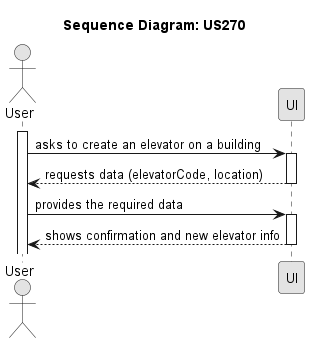 Sequence Diagram: US270
User
UI
asks to create an elevator on a building
requests data (elevatorCode, location)
provides the required data
shows confirmation and new elevator info
User
UI